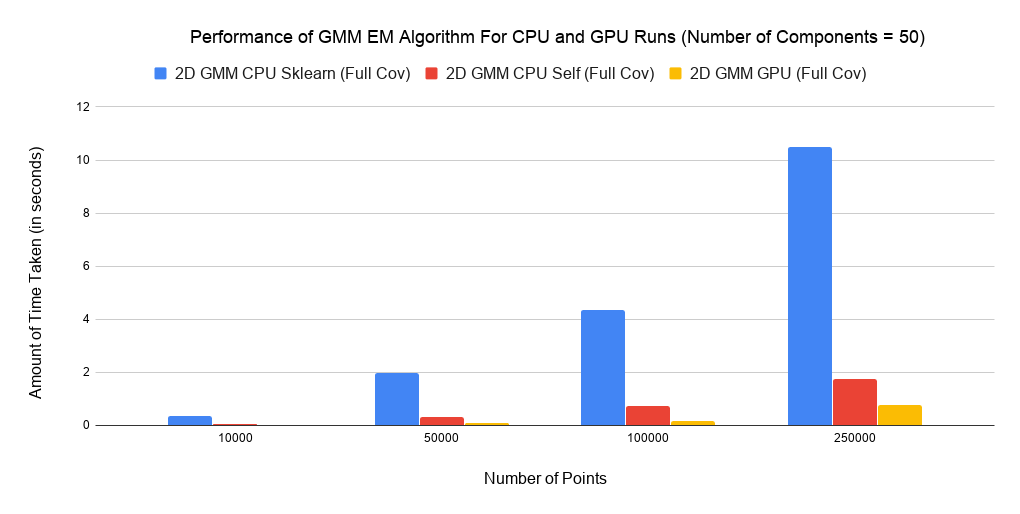 Performance of GMM EM Algorithm For CPU and GPU Runs (Number of Components = 50)
2D GMM CPU Sklearn (Full Cov) 2D GMM CPU Self (Full Cov) 2D GMM GPU (Full Cov)
Amount of Time Taken (in seconds)
12
10
8
6
4
2
0
10000 50000 100000 250000
Number of Points